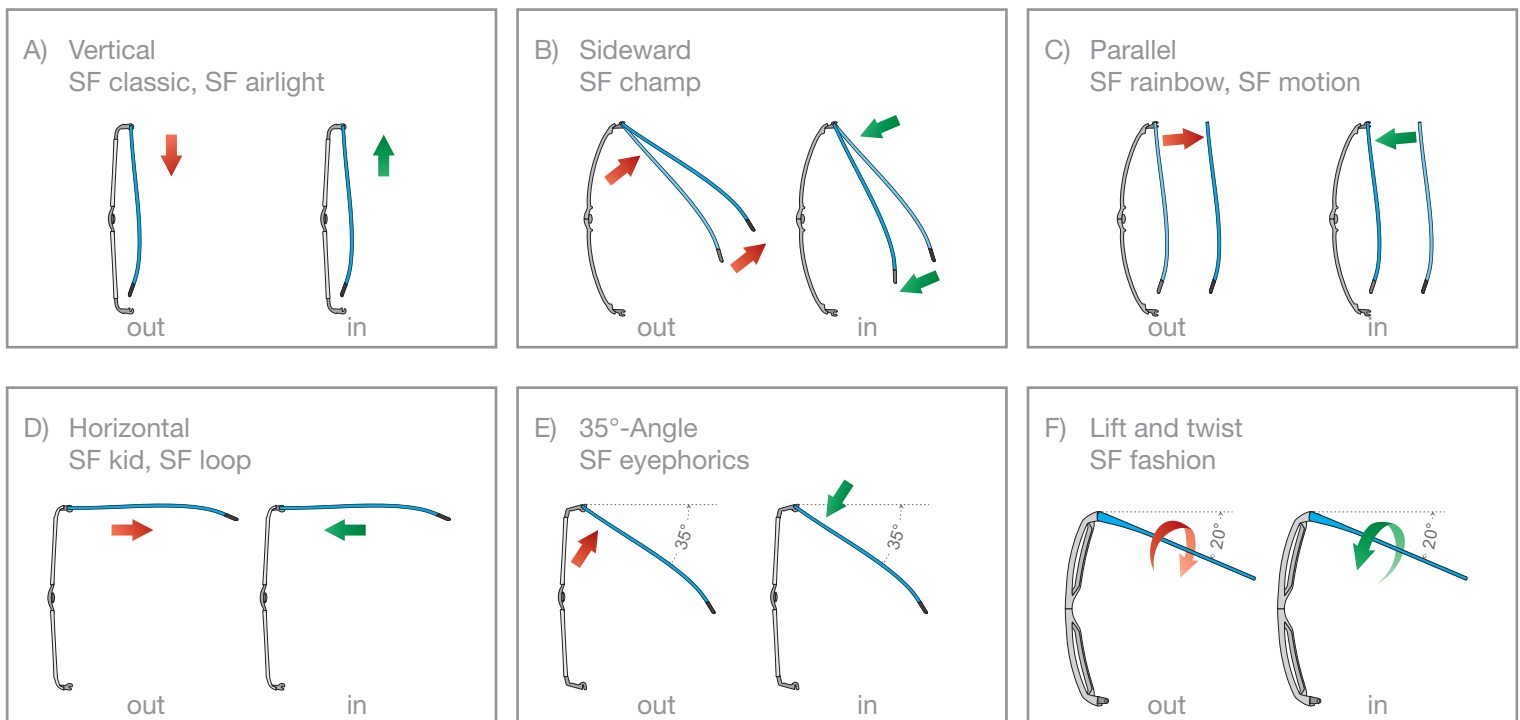 A) Vertical
SF classic, SF airlight
out
in
B) Sideward
SF champ
out
in
C) Parallel
SF rainbow, SF motion
out
in
D) Horizontal
SF kid, SF loop
out
in
E) 35°-Angle
SF eyephorics
35°
35°
out
in
F) Lift and twist
SF fashion
20°
20°
out
in